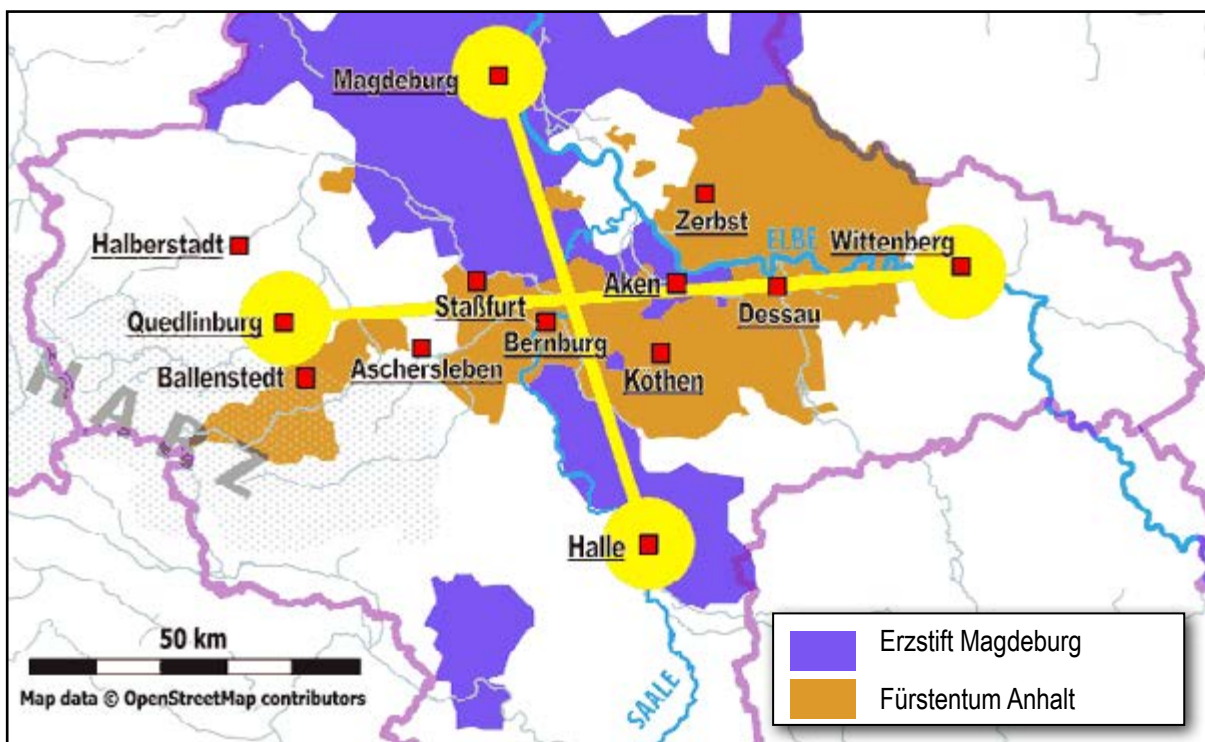 Magdeburg
Zerbst
Halberstadt
ELBE
Wittenberg
Aken
Staßfurt
Dessau
Quedlinburg
Bernburg
Aschersleben
Köthen
Ballenstedt
HARZ
Halle
50 km
Map data © OpenStreetMap contributors
SAALE
Erzstift Magdeburg
Fürstentum Anhalt